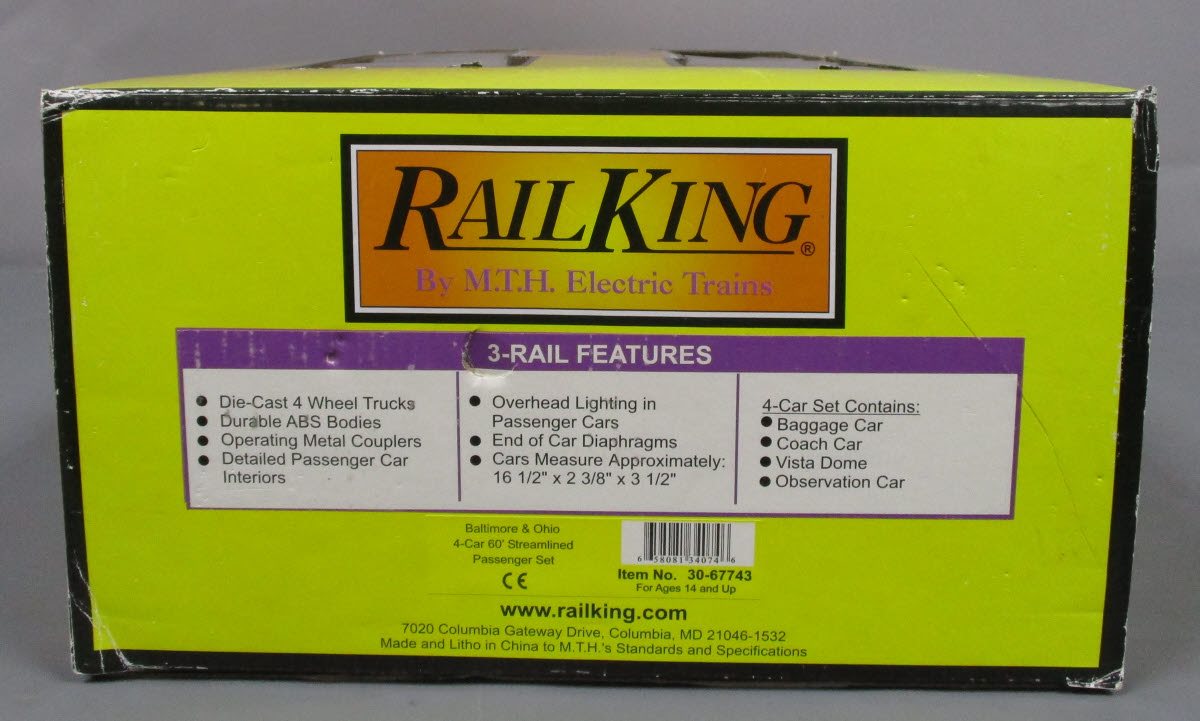 RAILKING®
By M.T.H. Electric Trains
3-RAIL FEATURES
● Die-Cast 4 Wheel Trucks
● Durable ABS Bodies
● Operating Metal Couplers
● Detailed Passenger Car
Interiors
● Overhead Lighting in
Passenger Cars
● End of Car Diaphragms
● Cars Measure Approximately:
16 1/2" x 2 3/8" x 3 1/2"
4-Car Set Contains:
● Baggage Car
● Coach Car
● Vista Dome
● Observation Car
Baltimore & Ohio
4-Car 60' Streamlined
Passenger Set
CE
6 58081 34074 6
Item No. 30-67743
For Ages 14 and Up
www.railking.com
7020 Columbia Gateway Drive, Columbia, MD 21046-1532
Made and Litho in China to M.T.H.'s Standards and Specifications